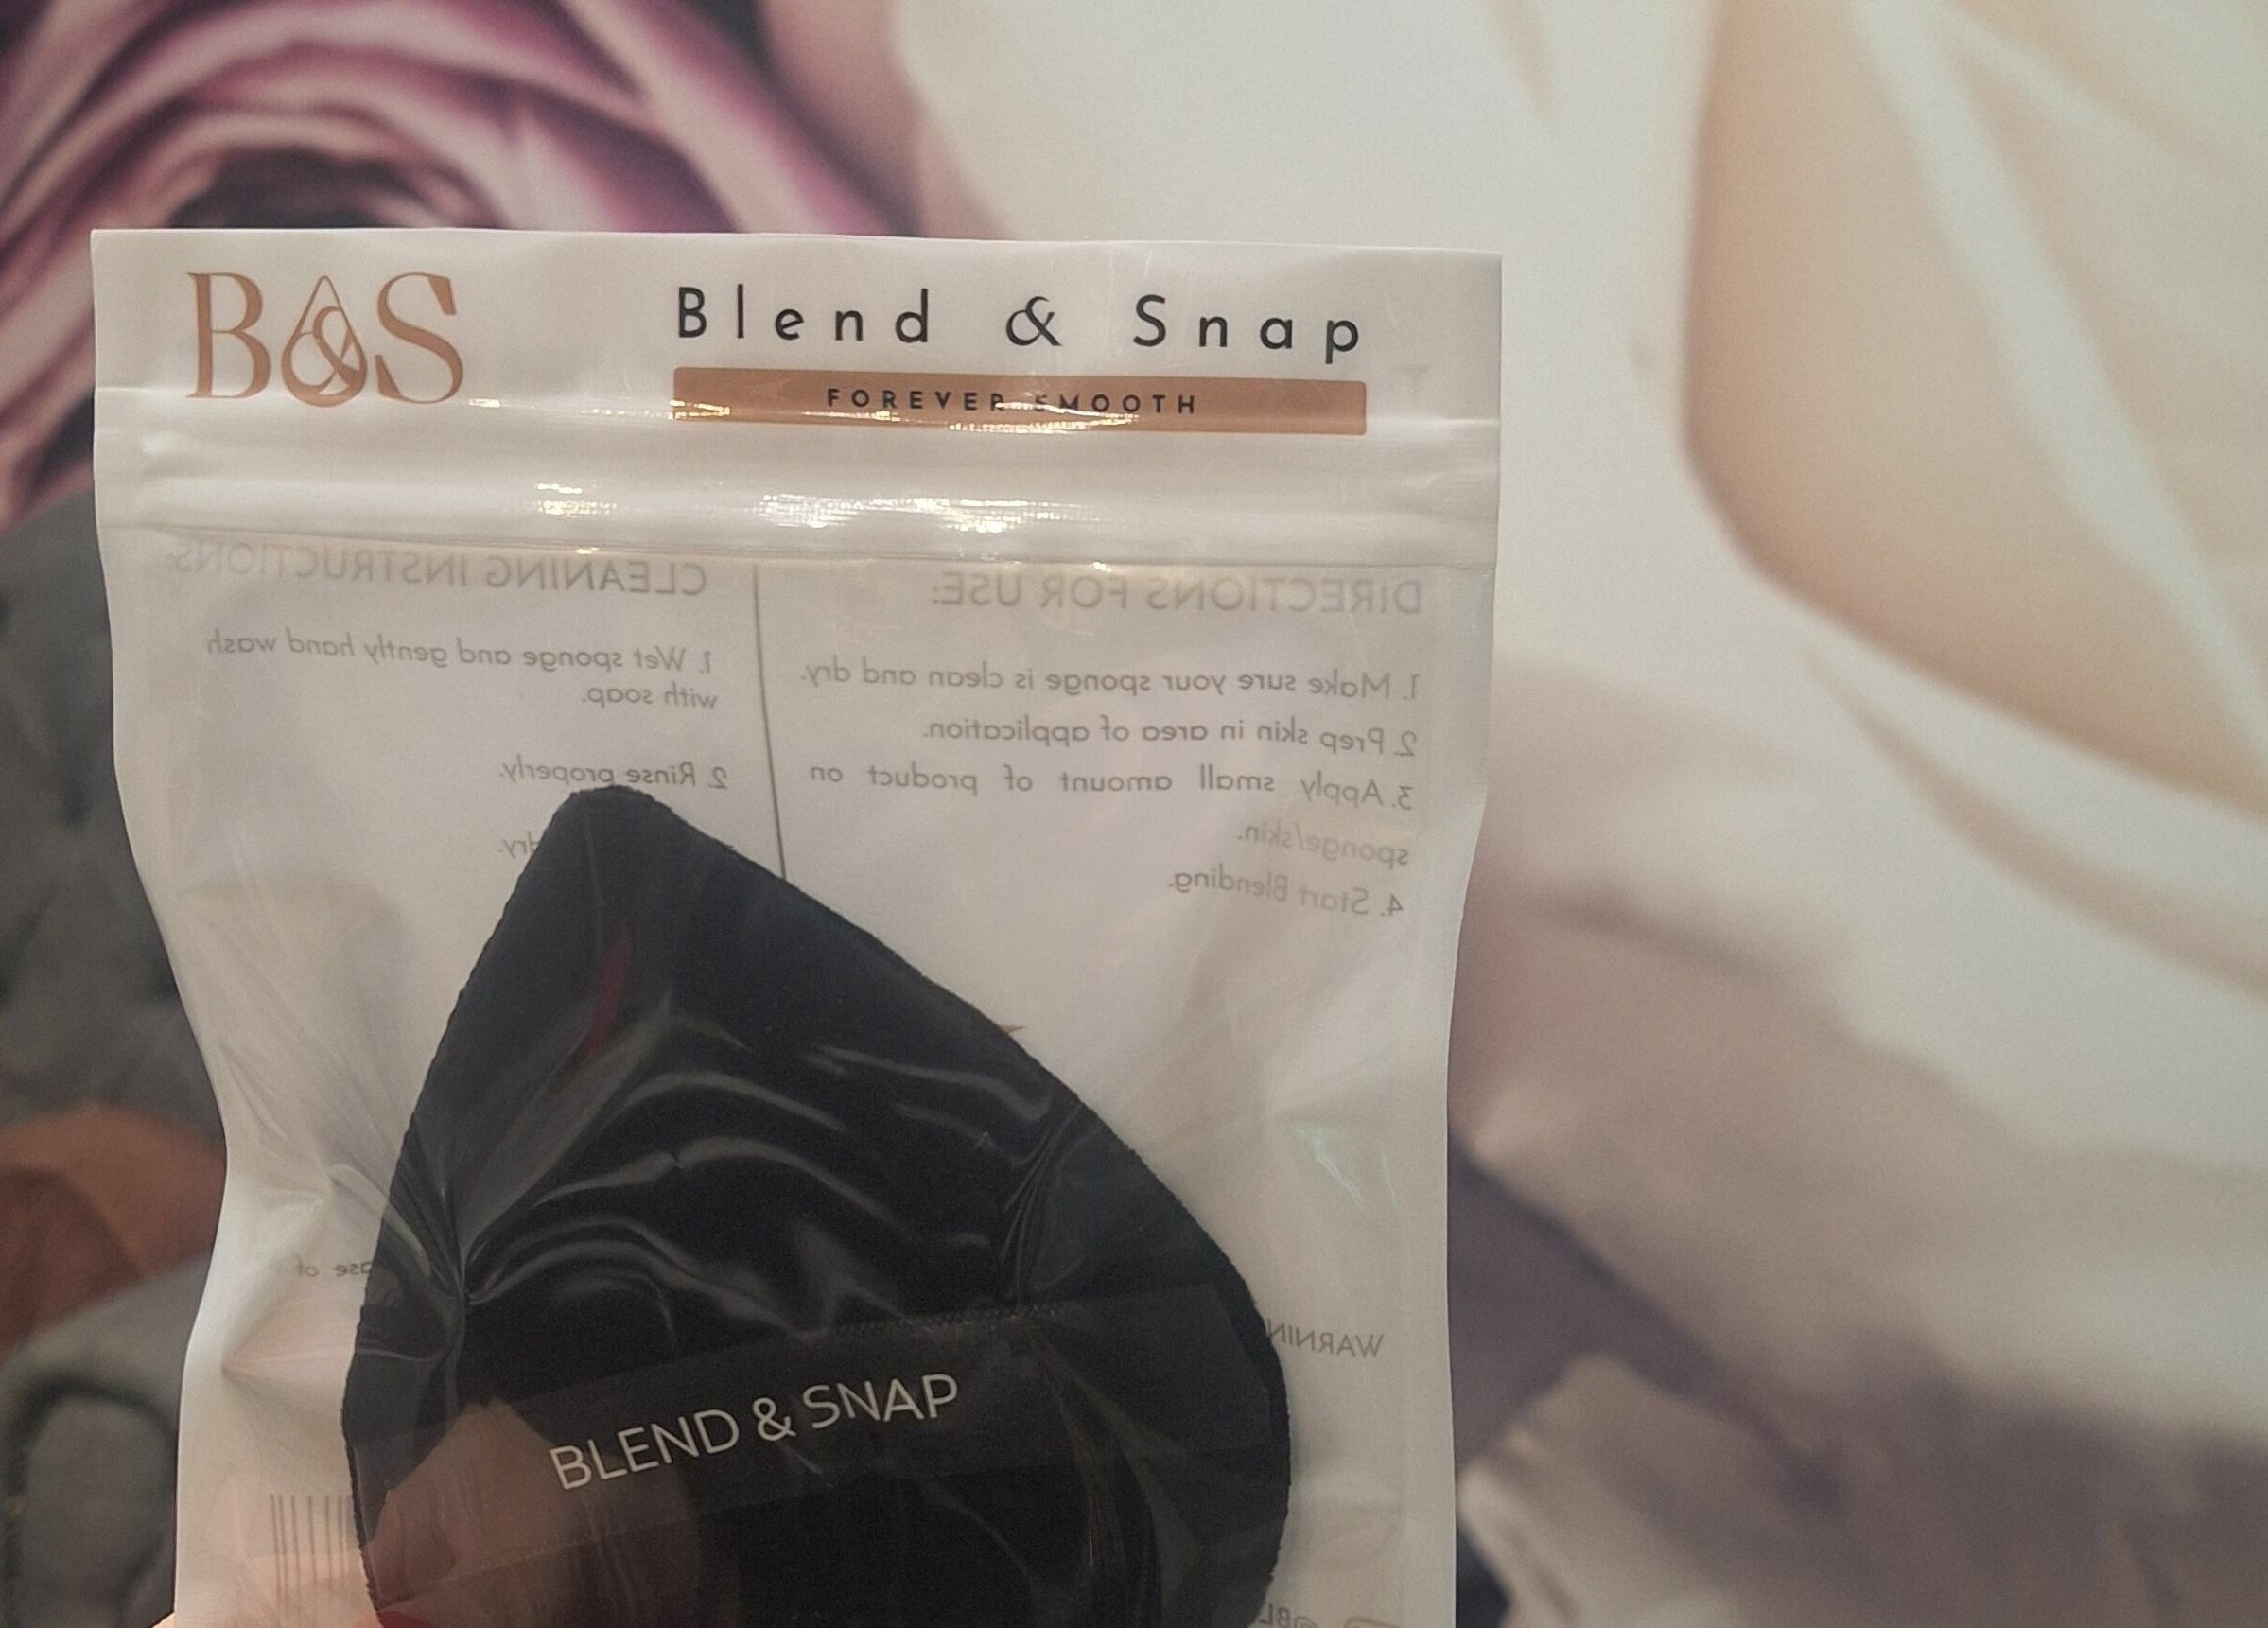 B&S
Blend & Snap
FOREVER SMOOTH
DIRECTIONS FOR USE:
1. Make sure your sponge is clean and dry.
2. Prep skin in area of application.
3. Apply small amount of product on
sponge/skin.
4. Start Blending.
CLEANING INSTRUCTIONS:
1. Wet sponge and gently hand wash
with soap.
2. Rinse properly.
dry.
of
BLEND & SNAP